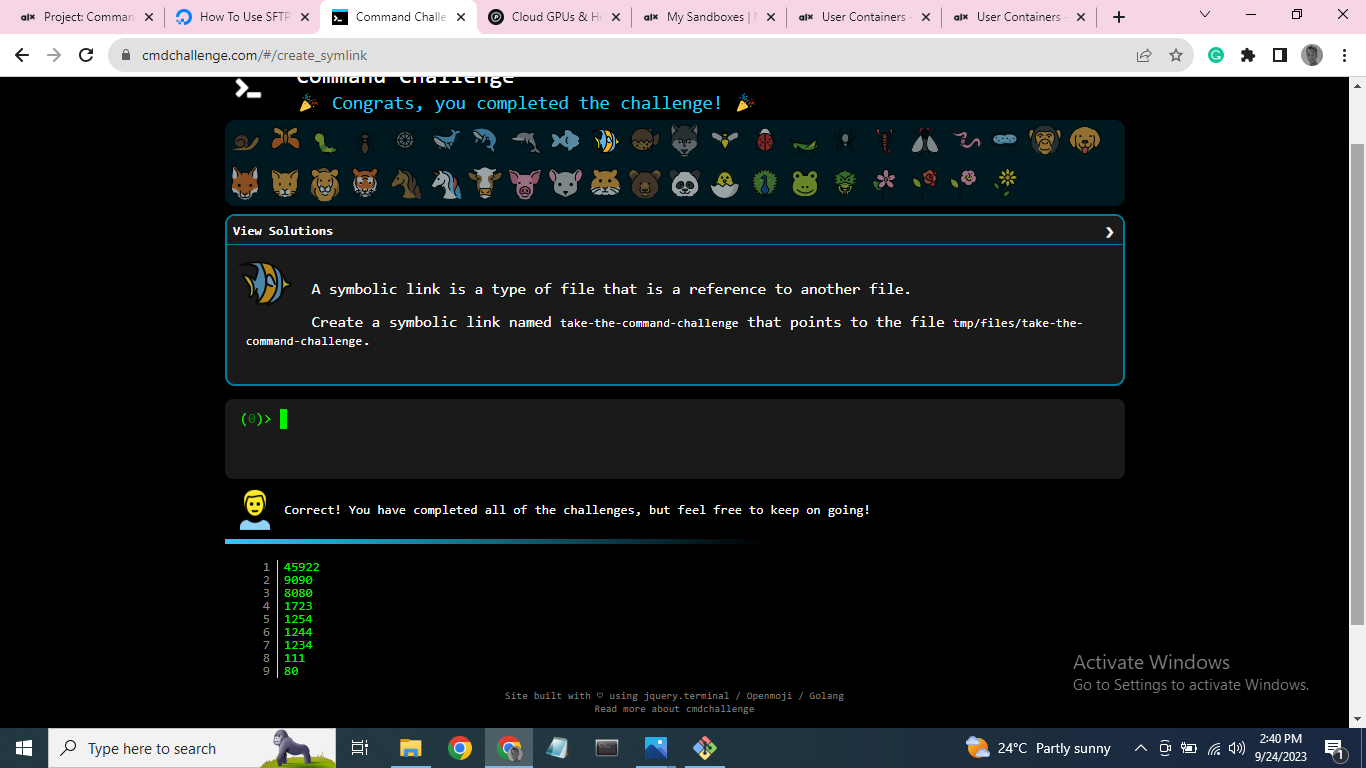 Project: Comman
How To Use SFTP
Command Challe
Cloud GPUs & H
My Sandboxes |
User Containers
User Containers
cmdchallenge.com/#/create_symlink
Command Challenge
Congrats, you completed the challenge!
View Solutions
A symbolic link is a type of file that is a reference to another file.
Create a symbolic link named take-the-command-challenge that points to the file tmp/files/take-the-
command-challenge.
(0)>
Correct! You have completed all of the challenges, but feel free to keep on going!
1 45922
2 9090
3 8080
4 1723
5 1254
6 1244
7 1234
8 111
9 80
Activate Windows
Go to Settings to activate Windows.
Site built with ♡ using jquery.terminal / Openmoji / Golang
Read more about cmdchallenge
Type here to search
24°C Partly sunny
2:40 PM
9/24/2023
1